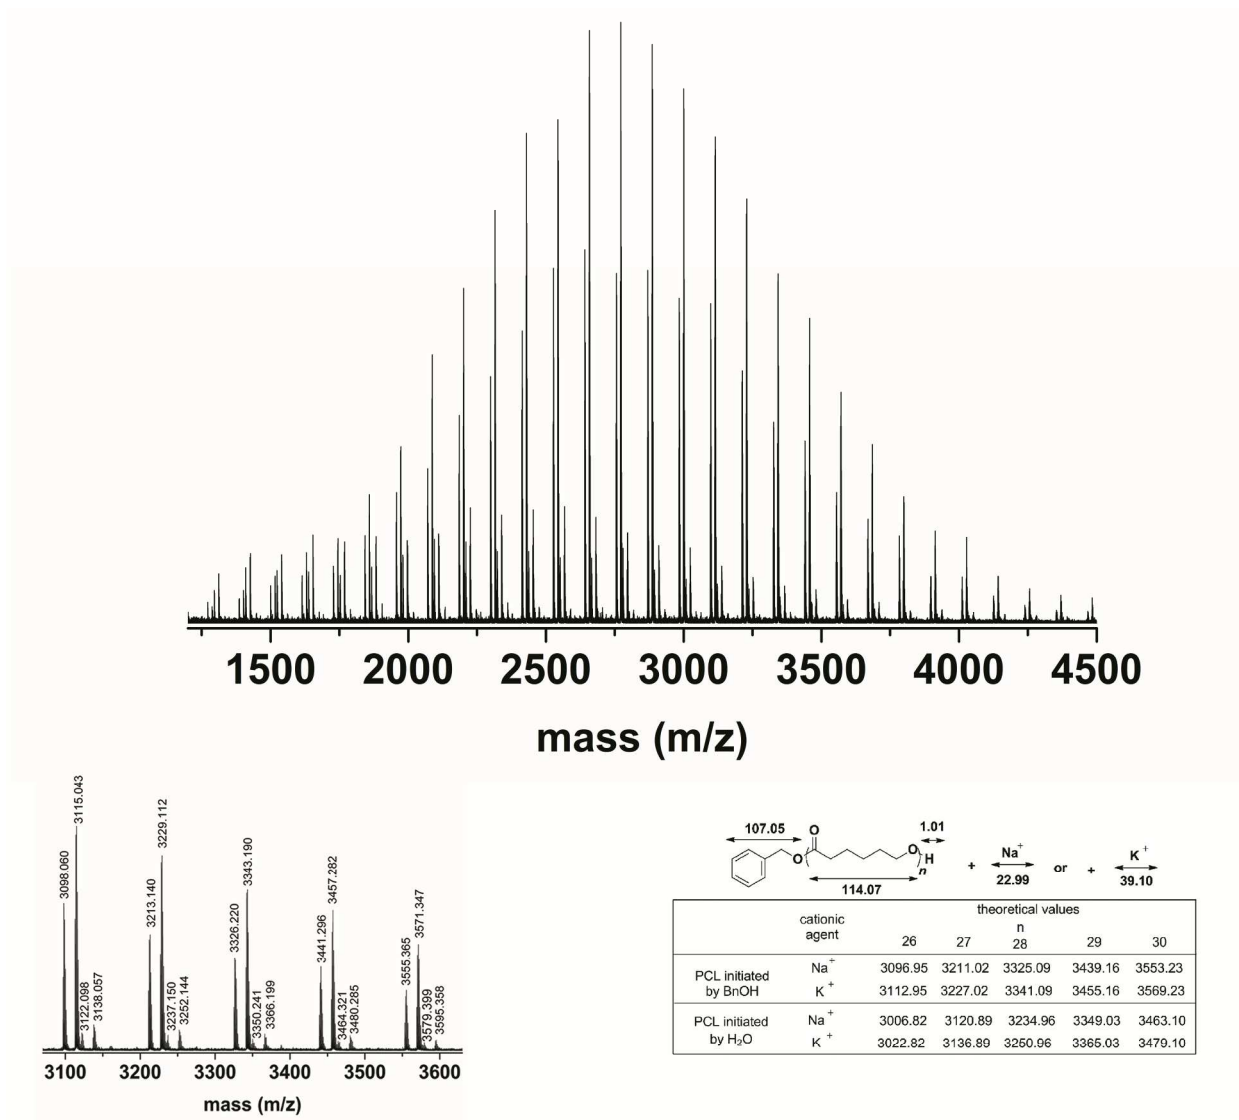 1500 2000 2500 3000 3500 4000 4500
mass (m/z)
3098.060
3115.043
3122.098
3138.057
3213.140
3229.112
3237.150
3252.144
3326.220
3343.190
3350.241
3366.199
3441.296
3457.282
3464.321
3480.285
3555.365
3571.347
3579.399
3595.358
3100 3200 3300 3400 3500 3600
mass (m/z)
107.05 O 1.01
O O H
n
114.07
+ Na+ or + K+
22.99 39.10
theoretical values
cationic agent
n
26 27 28 29 30
PCL initiated by BnOH
Na+ 3096.95 3211.02 3325.09 3439.16 3553.23
K+ 3112.95 3227.02 3341.09 3455.16 3569.23
PCL initiated by H2O
Na+ 3006.82 3120.89 3234.96 3349.03 3463.10
K+ 3022.82 3136.89 3250.96 3365.03 3479.10